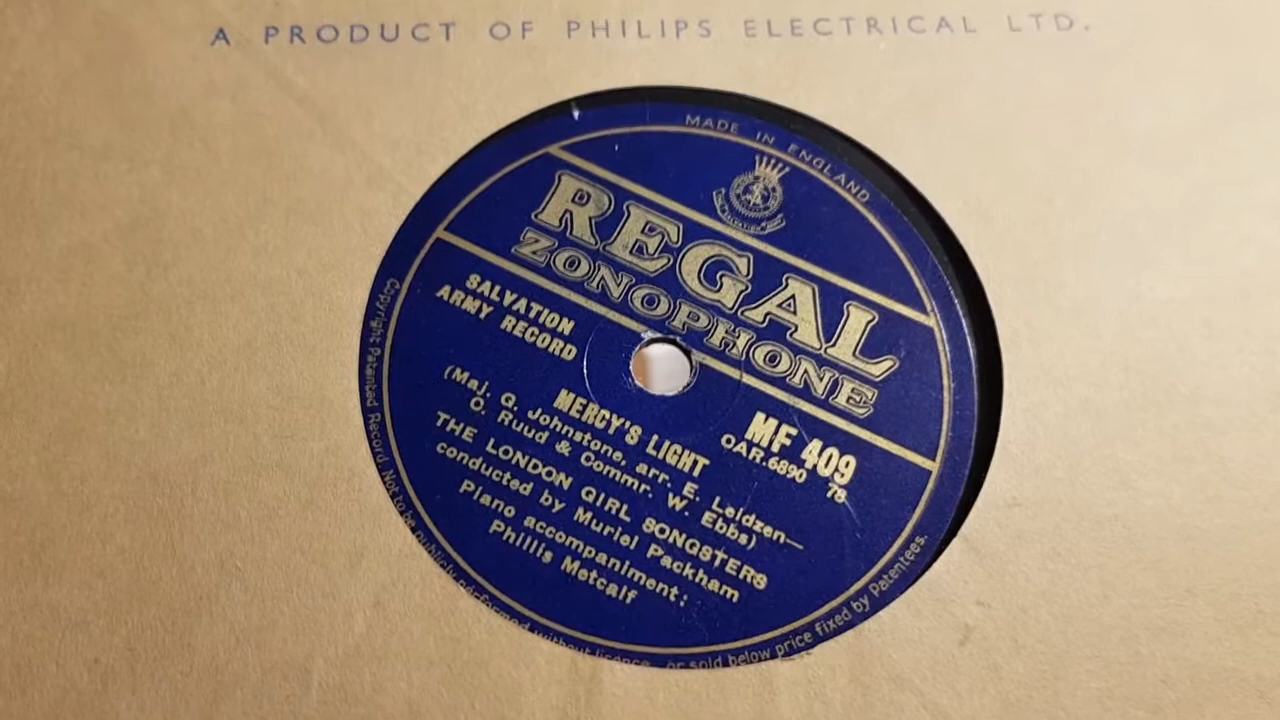 A PRODUCT OF PHILIPS ELECTRICAL LTD.
MADE IN ENGLAND
REGAL
ZONOPHONE
SALVATION
ARMY RECORD
MF 409
OAR.6890 78
MERCY'S LIGHT
(Maj. G. Johnstone, arr. E. Leidzen—
O. Ruud & Commr. W. Ebbs)
THE LONDON GIRL SONGSTERS
conducted by Muriel Packham
Piano accompaniment:
Phillis Metcalf
Copyright Patented Record. Not to be publicly performed without licence, or sold below price fixed by Patentees.